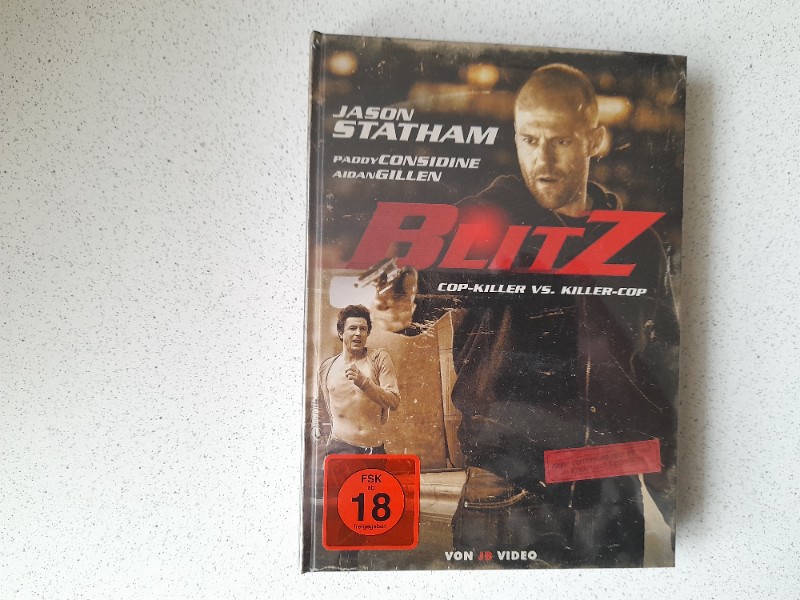 JASON
STATHAM
PADDY CONSIDINE
AIDAN GILLEN
BLITZ
COP-KILLER VS. KILLER-COP
FSK
ab
18
freigegeben
VON JB VIDEO